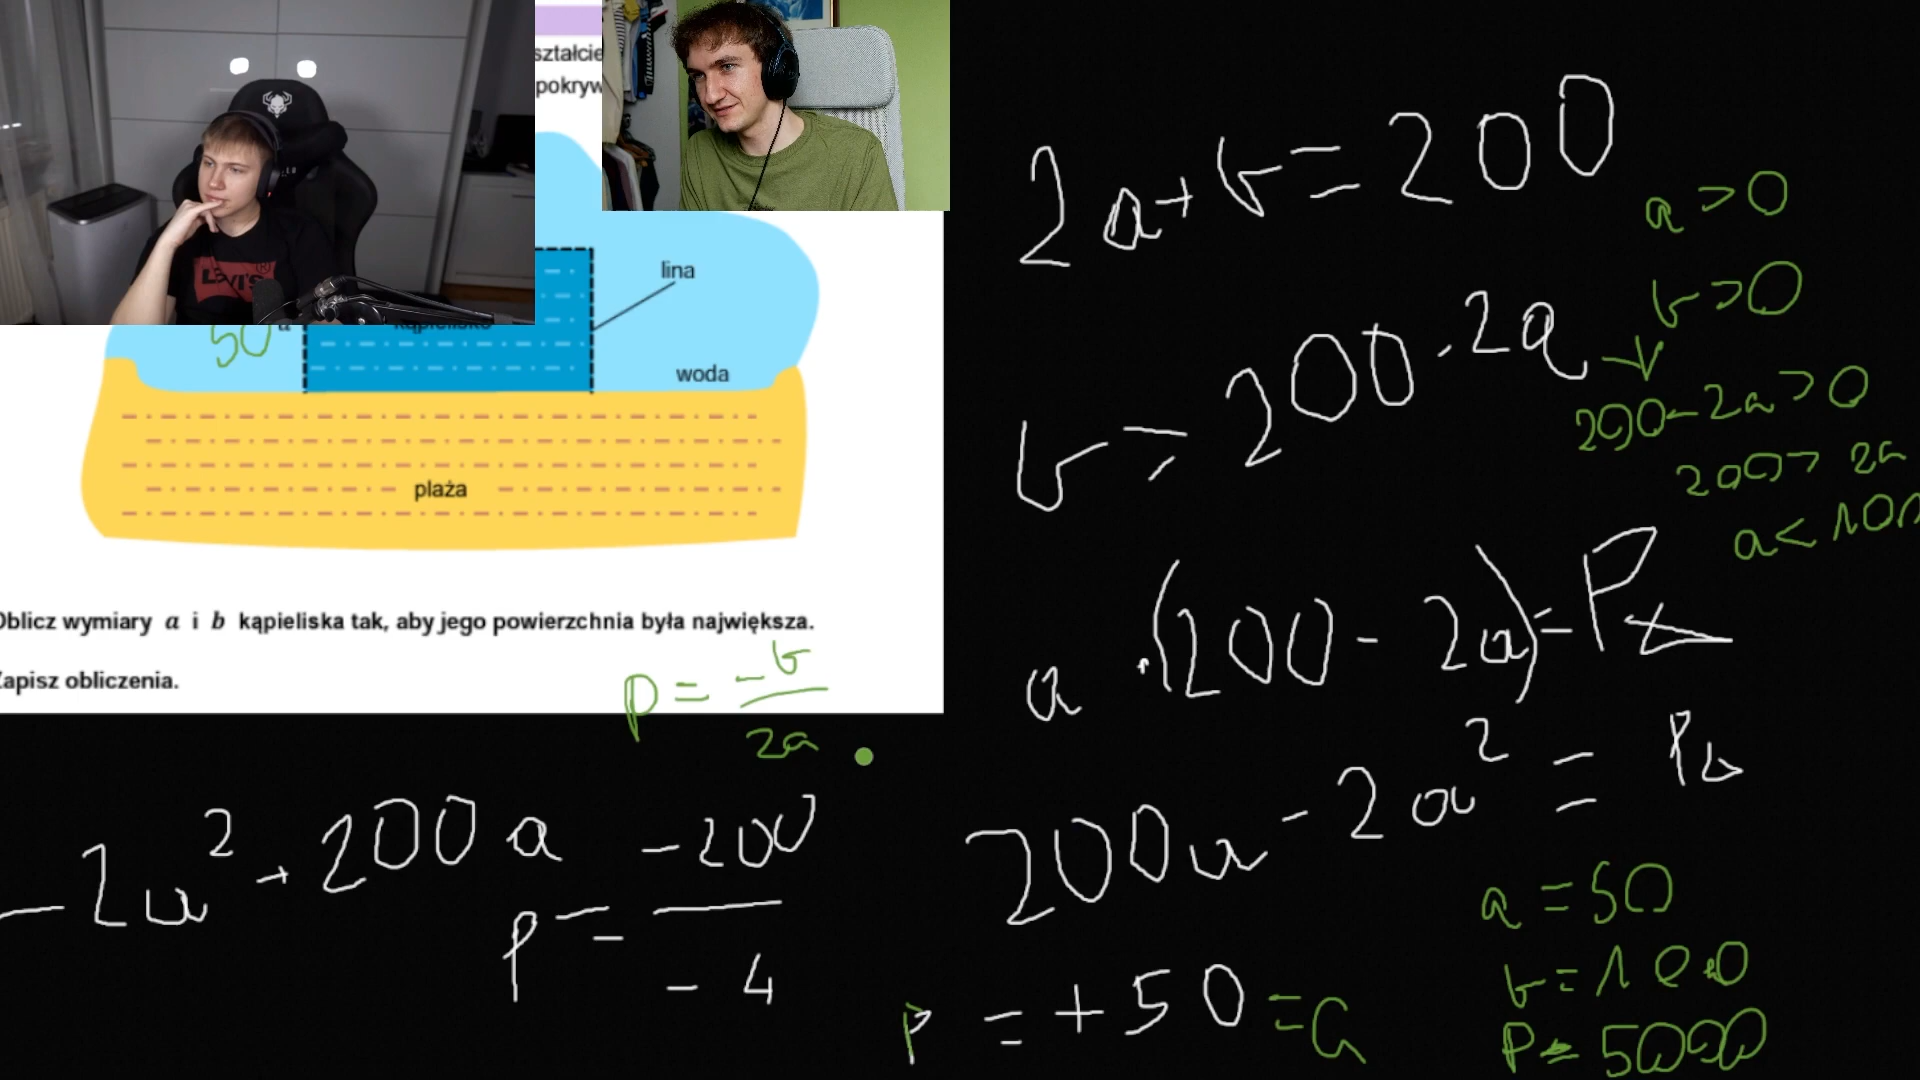 ształcie
pokryw
LEVI'S
lina
50 a
kąpielisko
woda
plaża
Oblicz wymiary a i b kąpieliska tak, aby jego powierzchnia była największa.
Zapisz obliczenia.
p = -b / 2a
-2a² + 200a
p = -200 / -4
2a + b = 200
a > 0
b > 0
b = 200 - 2a
200 - 2a > 0
200 > 2a
a < 100
a · (200 - 2a) = P
200a - 2a² = P
p = +50 = a
a = 50
b = 100
P = 5000